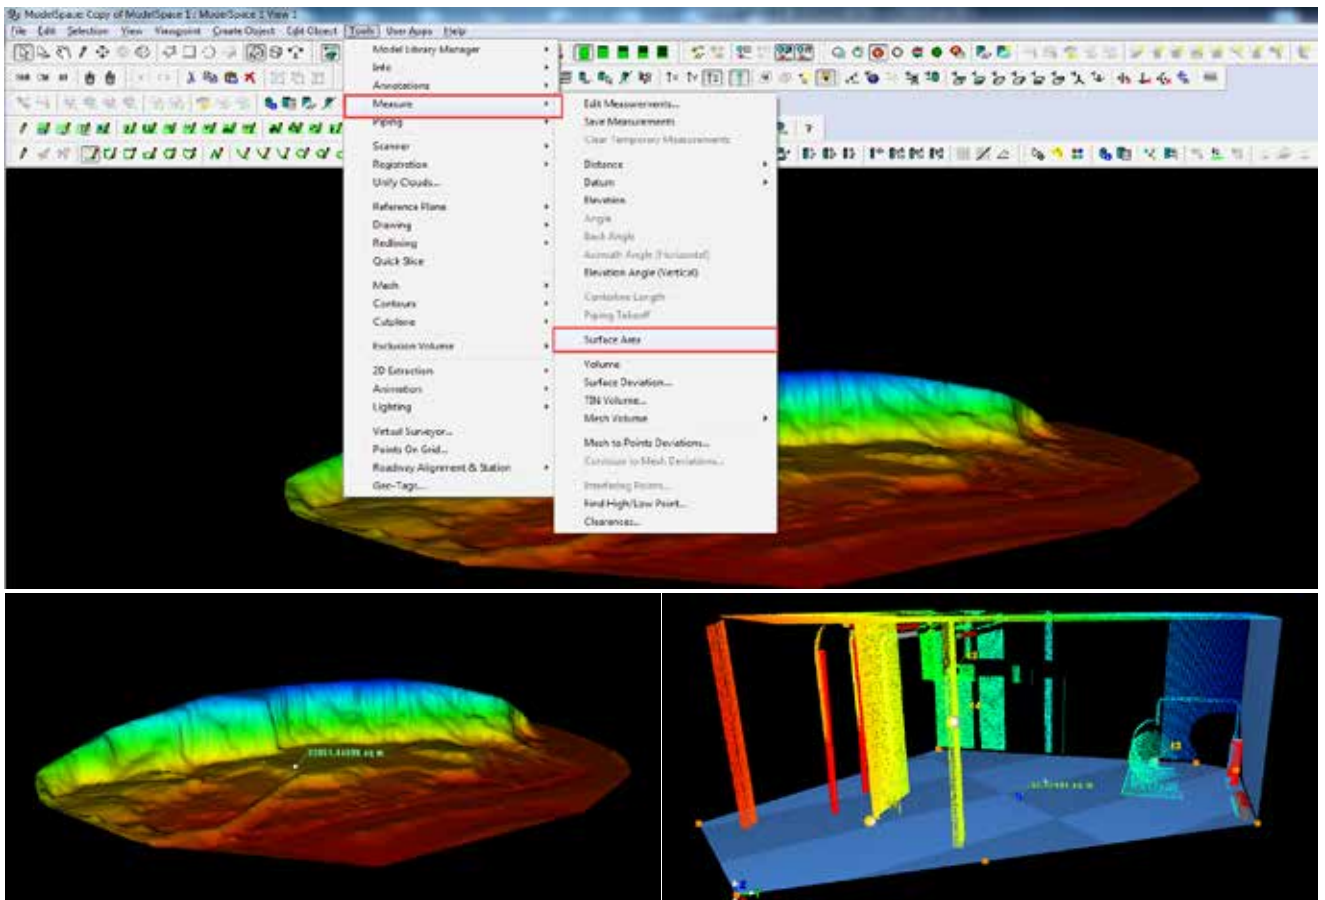 ModelSpace: Copy of ModelSpace 1 : ModelSpace 1 View 1
File Edit Selection View Viewpoint Create Object Edit Object Tools User Apps Help
Model Library Manager
Info
Annotations
Measure
Piping
Scanner
Registration
Unify Clouds...
Reference Plane
Drawing
Redlining
Quick Slice
Mesh
Contours
Cutplane
Exclusion Volume
2D Extraction
Animation
Lighting
Virtual Surveyor...
Points On Grid...
Roadway Alignment & Station
Geo-Tags...
Edit Measurements...
Save Measurements
Clear Temporary Measurements
Distance
Datum
Elevation
Angle
Back Angle
Azimuth Angle (Horizontal)
Elevation Angle (Vertical)
Centerline Length
Piping Takeoff
Surface Area
Volume
Surface Deviation...
TIN Volume...
Mesh Volume
Mesh to Points Deviations...
Interfering Points...
Find High/Low Point...
Clearances...
sq m
sq m